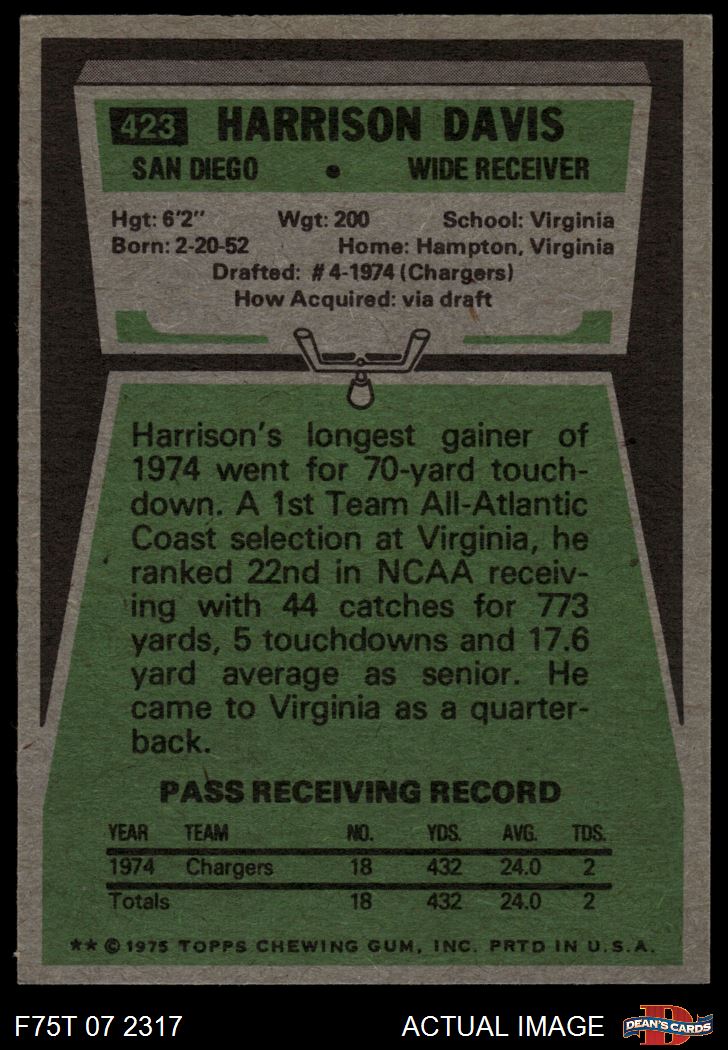 423 HARRISON DAVIS
SAN DIEGO • WIDE RECEIVER
Hgt: 6'2" Wgt: 200 School: Virginia
Born: 2-20-52 Home: Hampton, Virginia
Drafted: #4-1974 (Chargers)
How Acquired: via draft
Harrison's longest gainer of
1974 went for 70-yard touch-
down. A 1st Team All-Atlantic
Coast selection at Virginia, he
ranked 22nd in NCAA receiv-
ing with 44 catches for 773
yards, 5 touchdowns and 17.6
yard average as senior. He
came to Virginia as a quarter-
back.
PASS RECEIVING RECORD
YEAR TEAM NO. YDS. AVG. TDS.
1974 Chargers 18 432 24.0 2
Totals 18 432 24.0 2
** © 1975 TOPPS CHEWING GUM, INC. PRTD IN U.S.A.
F75T 07 2317 ACTUAL IMAGE D DEAN'S CARDS